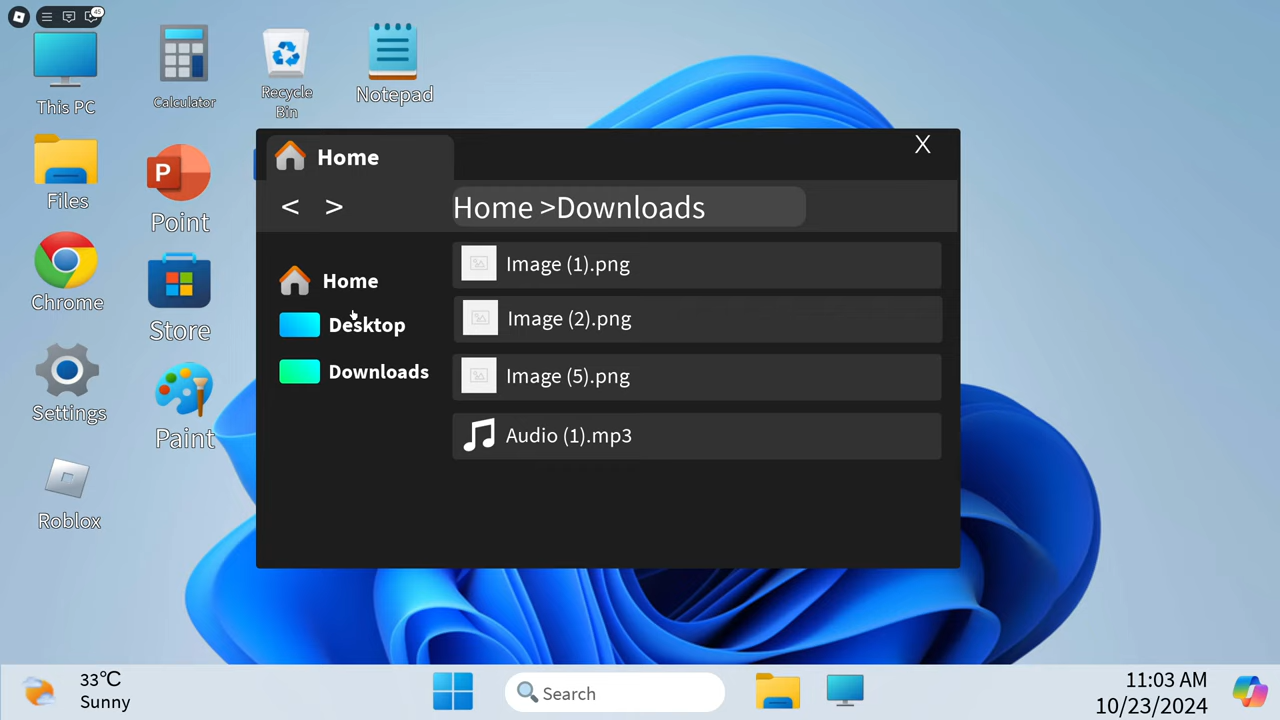 45
This PC
Calculator
Recycle
Bin
Notepad
Files
P
Point
Chrome
Store
Settings
Paint
Roblox
Home
X
< >
Home >Downloads
Home
Desktop
Downloads
Image (1).png
Image (2).png
Image (5).png
Audio (1).mp3
33℃
Sunny
Search
11:03 AM
10/23/2024